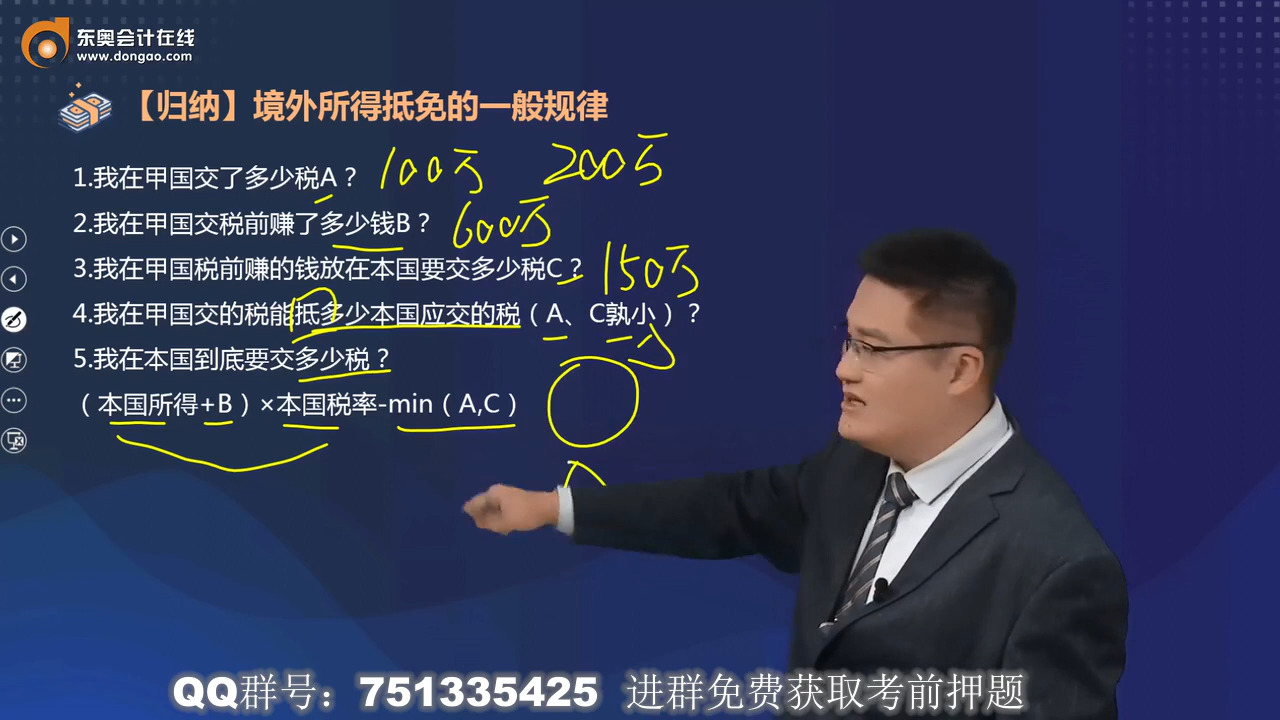 东奥会计在线
www.dongao.com
【归纳】境外所得抵免的一般规律
1.我在甲国交了多少税A？ 100万 200万
2.我在甲国交税前赚了多少钱B？ 600万
3.我在甲国税前赚的钱放在本国要交多少税C？ 150万
4.我在甲国交的税能抵多少本国应交的税（A、C孰小）？
5.我在本国到底要交多少税？
（本国所得+B）×本国税率-min（A,C）
QQ群号：751335425 进群免费获取考前押题